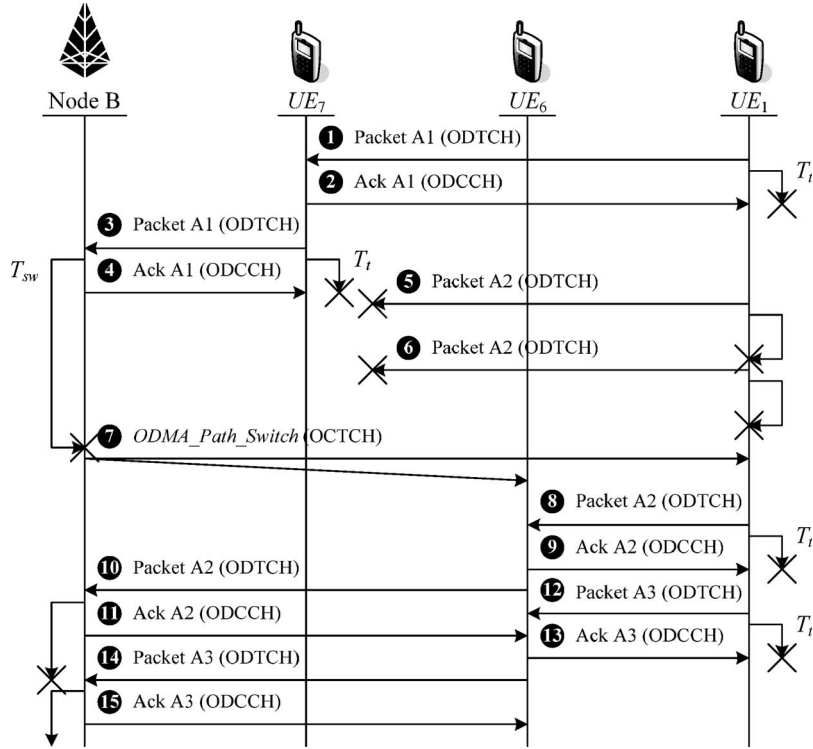 Node B
UE7
UE6
UE1
1 Packet A1 (ODTCH)
Tt
2 Ack A1 (ODCCH)
3 Packet A1 (ODTCH)
Tsw
4 Ack A1 (ODCCH)
Tt
5 Packet A2 (ODTCH)
6 Packet A2 (ODTCH)
7 ODMA_Path_Switch (OCTCH)
8 Packet A2 (ODTCH)
9 Ack A2 (ODCCH)
Tt
10 Packet A2 (ODTCH)
12 Packet A3 (ODTCH)
11 Ack A2 (ODCCH)
13 Ack A3 (ODCCH)
Tt
14 Packet A3 (ODTCH)
15 Ack A3 (ODCCH)